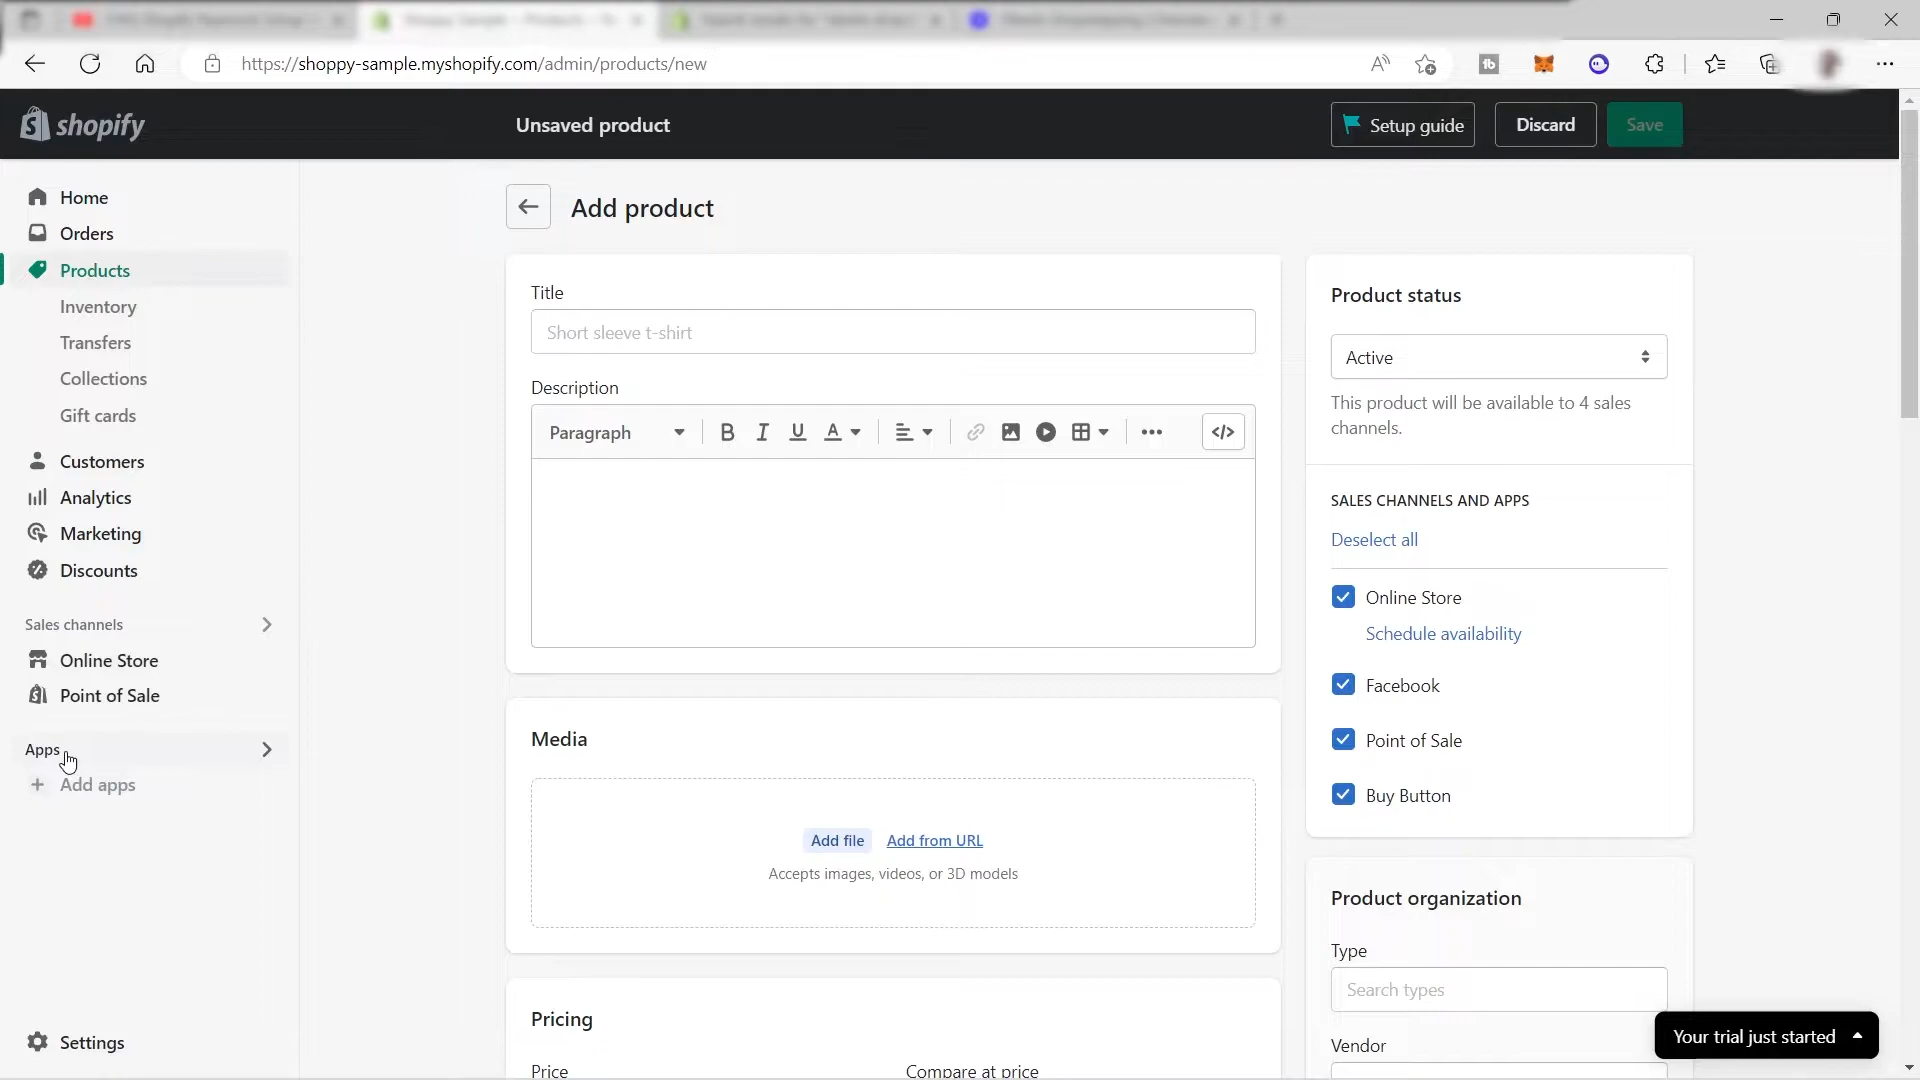 https://shoppy-sample.myshopify.com/admin/products/new
shopify
Unsaved product
Setup guide
Discard
Save
Home
Orders
Products
Inventory
Transfers
Collections
Gift cards
Customers
Analytics
Marketing
Discounts
Sales channels
Online Store
Point of Sale
Apps
Add apps
Settings
Add product
Title
Short sleeve t-shirt
Description
Paragraph
B I U A
Media
Add file Add from URL
Accepts images, videos, or 3D models
Pricing
Price Compare at price
Product status
Active
This product will be available to 4 sales
channels.
SALES CHANNELS AND APPS
Deselect all
Online Store
Schedule availability
Facebook
Point of Sale
Buy Button
Product organization
Type
Search types
Vendor
Your trial just started